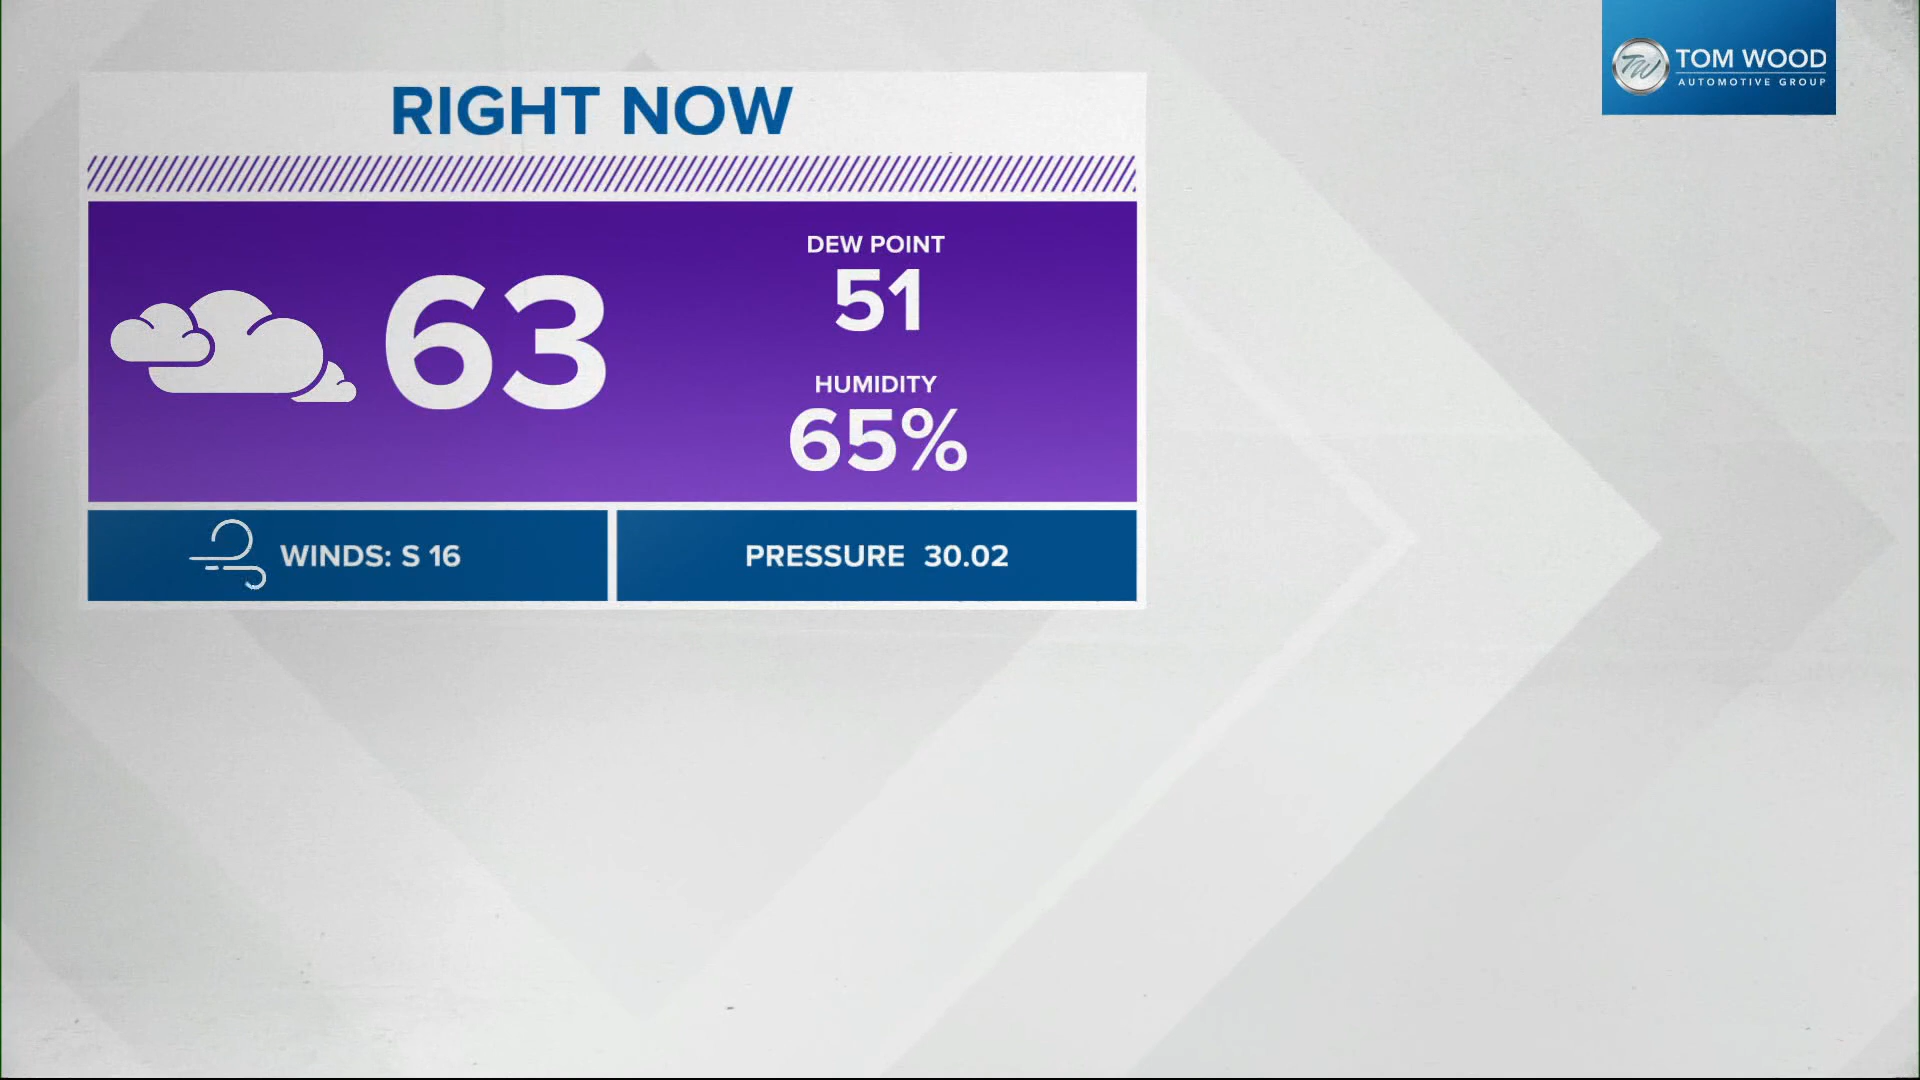 TW TOM WOOD
AUTOMOTIVE GROUP
RIGHT NOW
63
DEW POINT
51
HUMIDITY
65%
WINDS: S 16
PRESSURE 30.02